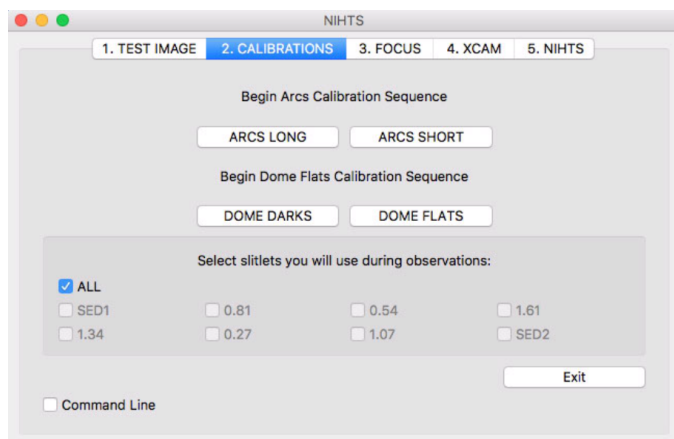 NIHTS
1. TEST IMAGE 2. CALIBRATIONS 3. FOCUS 4. XCAM 5. NIHTS
Begin Arcs Calibration Sequence
ARCS LONG ARCS SHORT
Begin Dome Flats Calibration Sequence
DOME DARKS DOME FLATS
Select slitlets you will use during observations:
ALL
SED1 0.81 0.54 1.61
1.34 0.27 1.07 SED2
Exit
Command Line